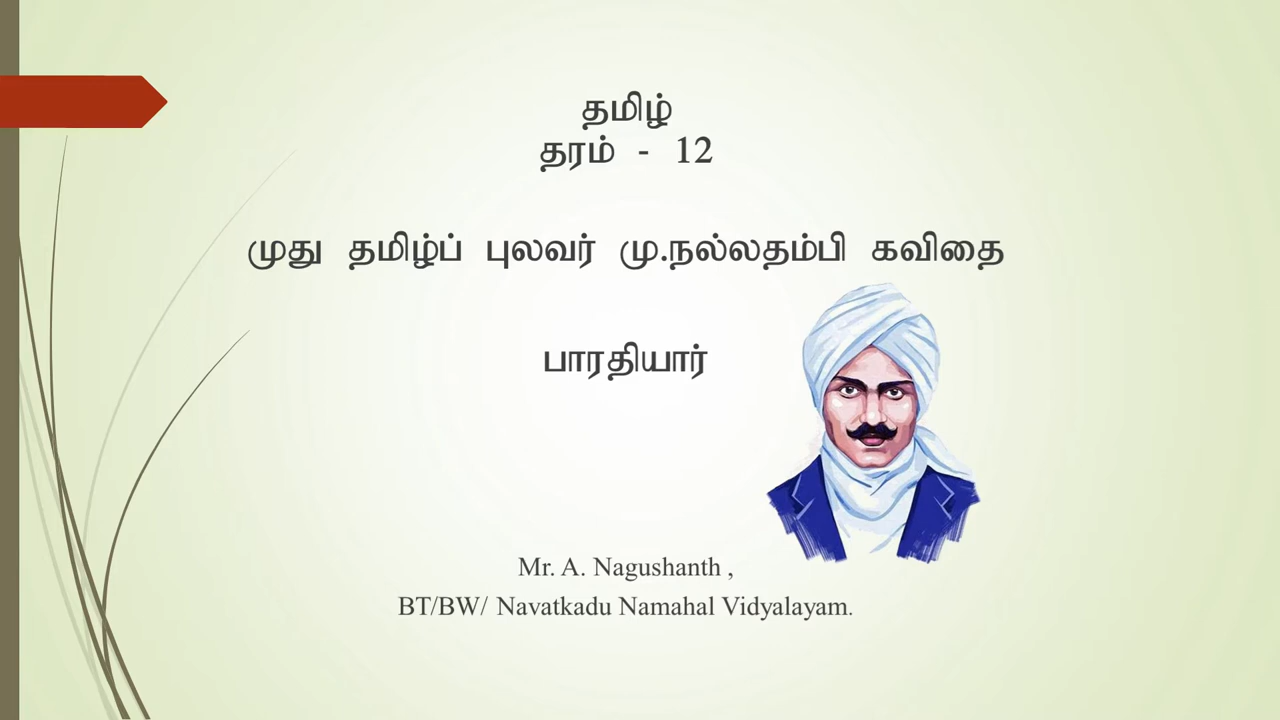 தமிழ்
தரம் - 12
முது தமிழ்ப் புலவர் மு.நல்லதம்பி கவிதை
பாரதியார்
Mr. A. Nagushanth ,
BT/BW/ Navatkadu Namahal Vidyalayam.